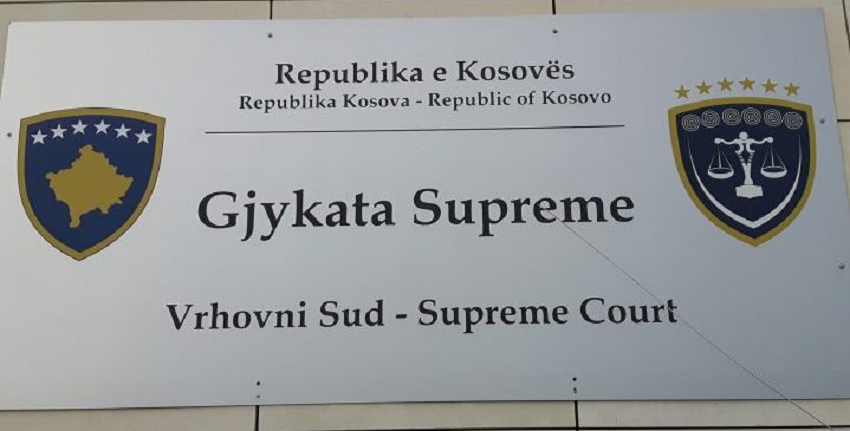 Republika e Kosovës
Republika Kosova - Republic of Kosovo
Gjykata Supreme
Vrhovni Sud - Supreme Court